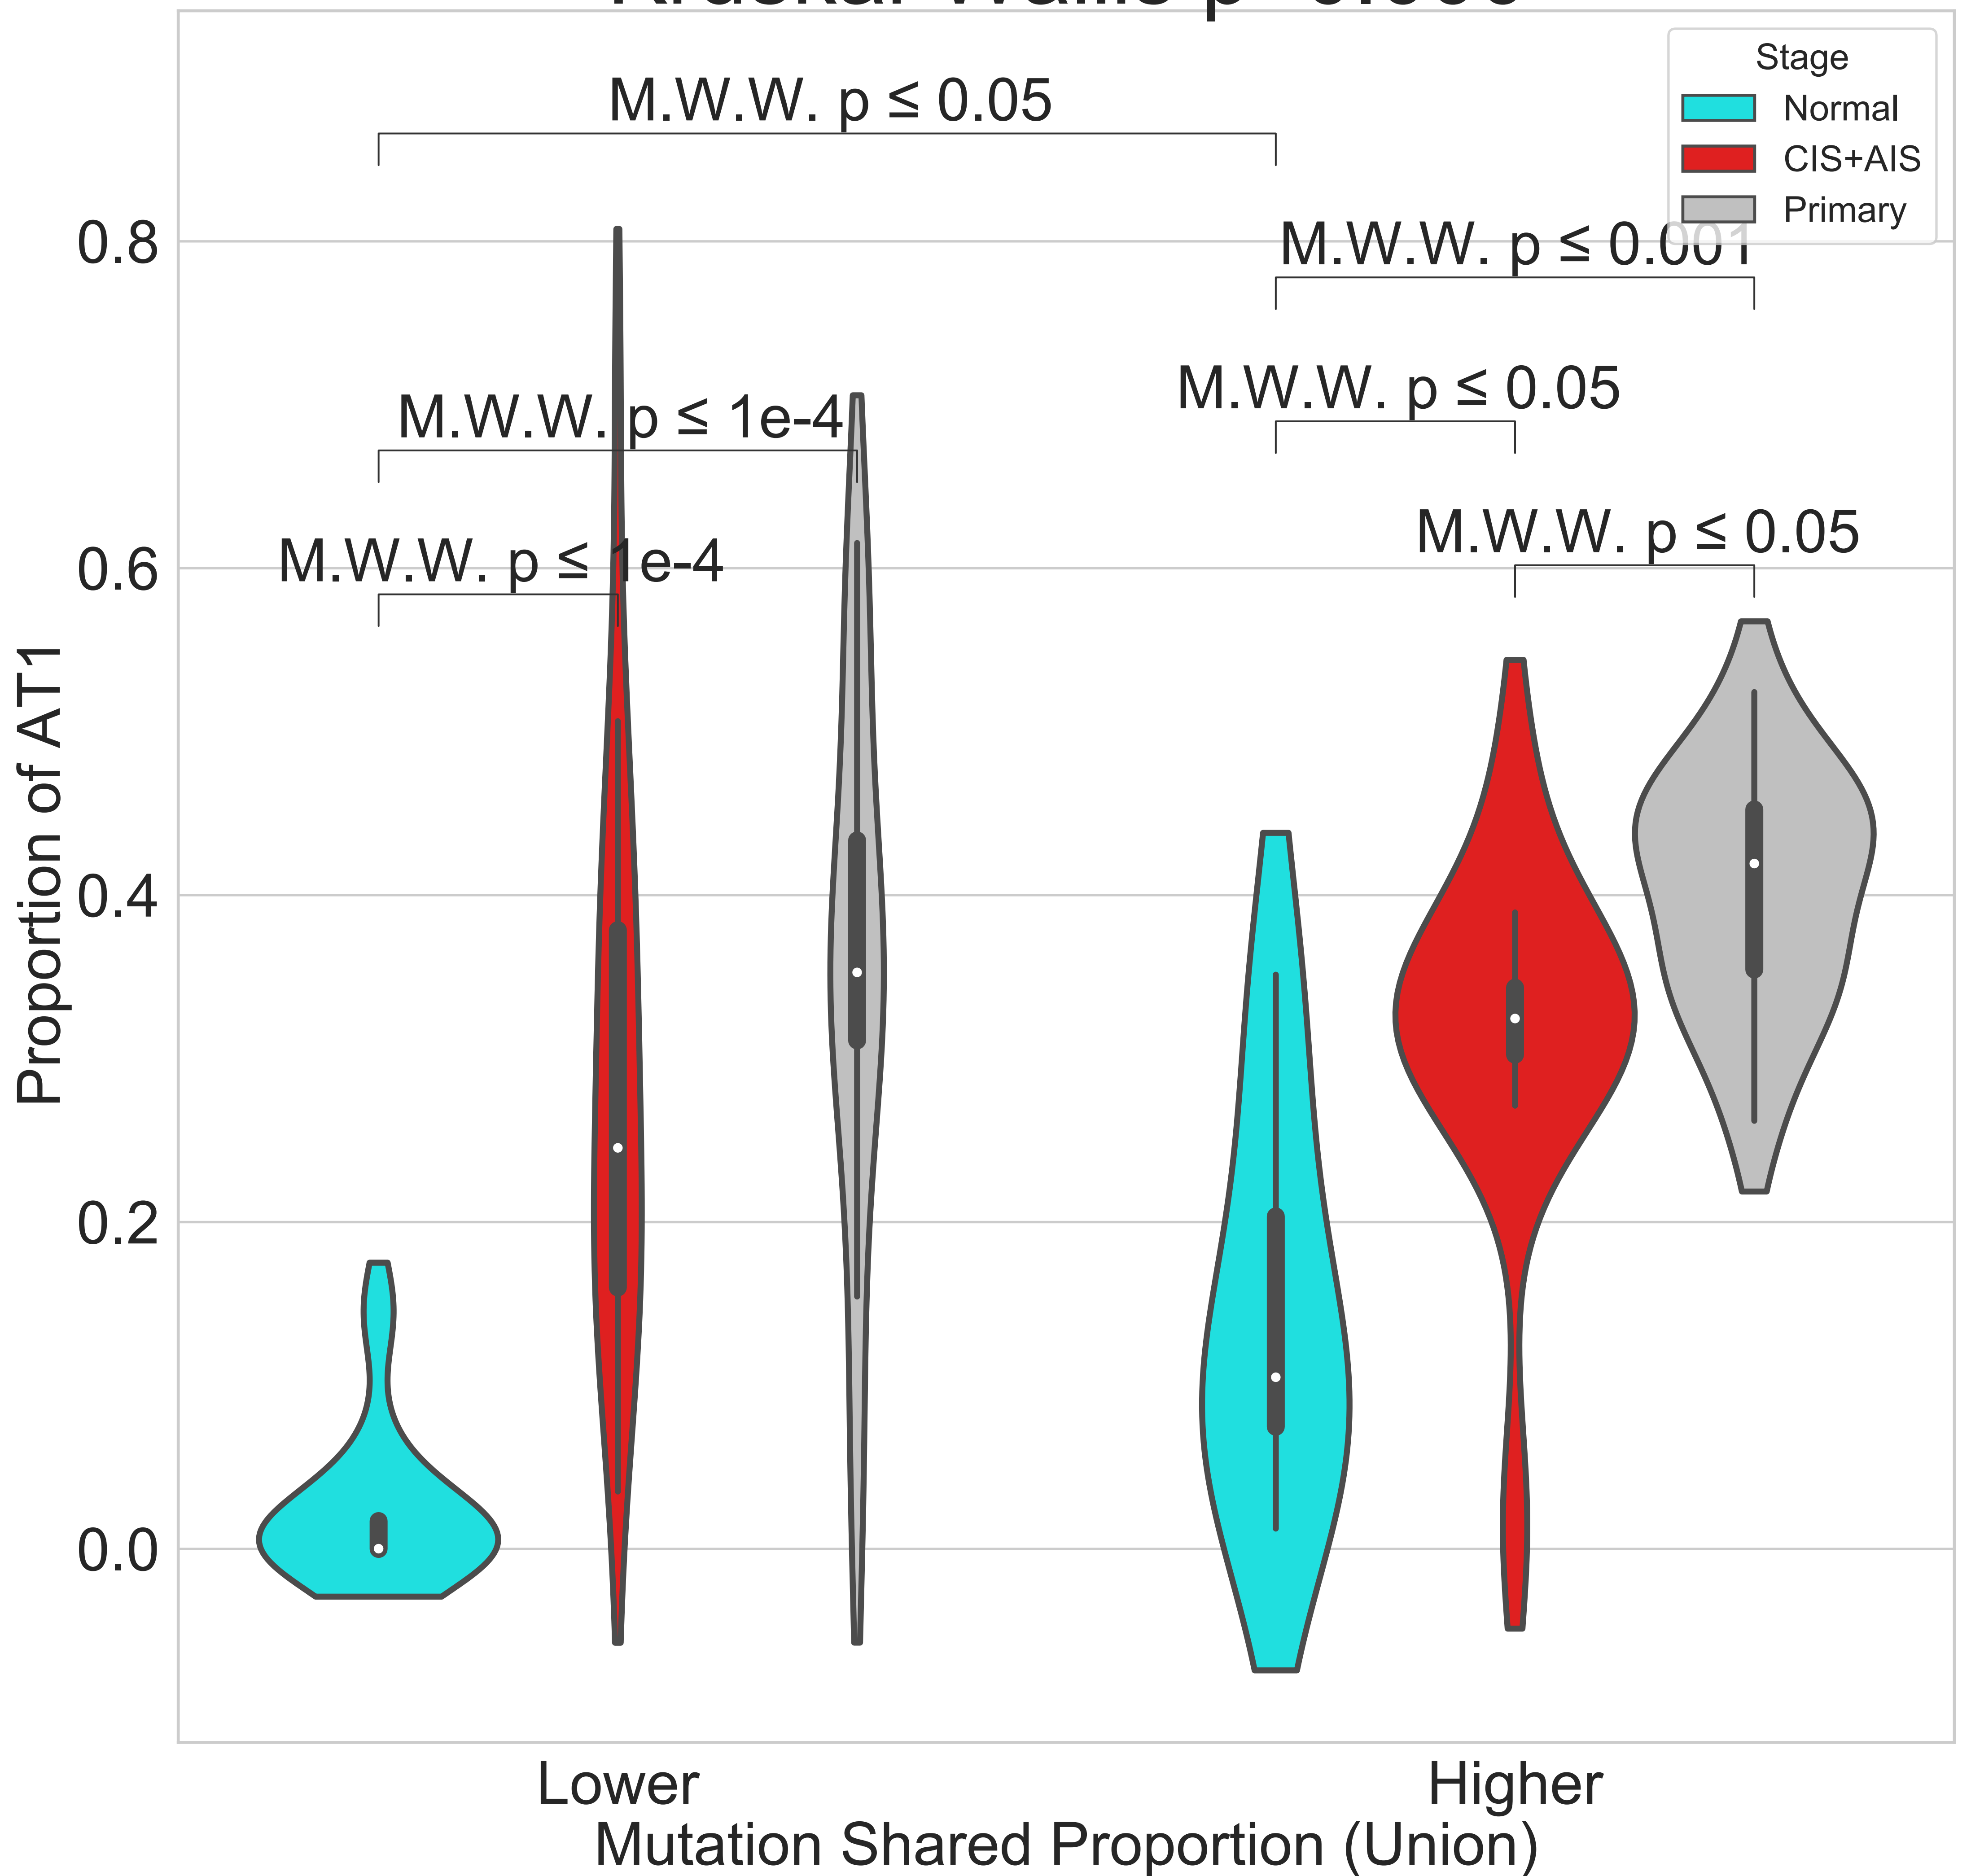 M.W.W. p ≤ 0.05
Stage
Normal
CIS+AIS
Primary
M.W.W. p ≤ 0.001
M.W.W. p ≤ 0.05
M.W.W. p ≤ 1e-4
M.W.W. p ≤ 0.05
M.W.W. p ≤ 1e-4
0.8
0.6
0.4
0.2
0.0
Proportion of AT1
Lower
Higher
Mutation Shared Proportion (Union)